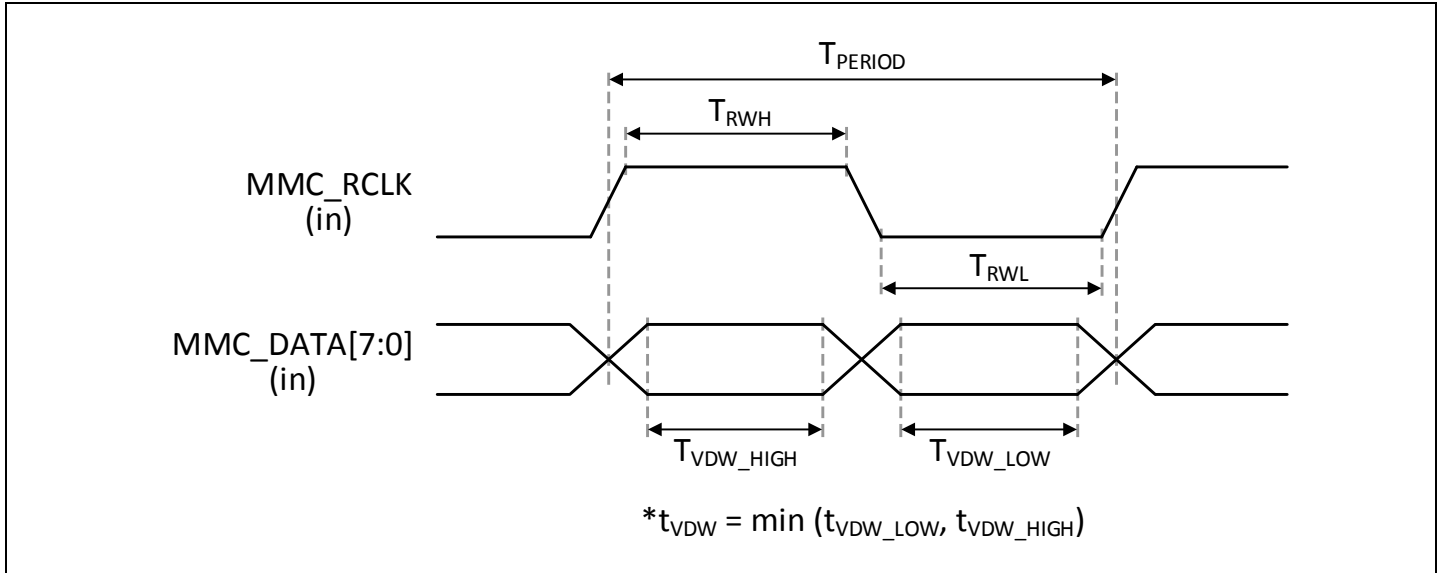 TPERIOD
TRWH
MMC_RCLK
(in)
TRWL
MMC_DATA[7:0]
(in)
TVDW_HIGH
TVDW_LOW
*tVDW = min (tVDW_LOW, tVDW_HIGH)